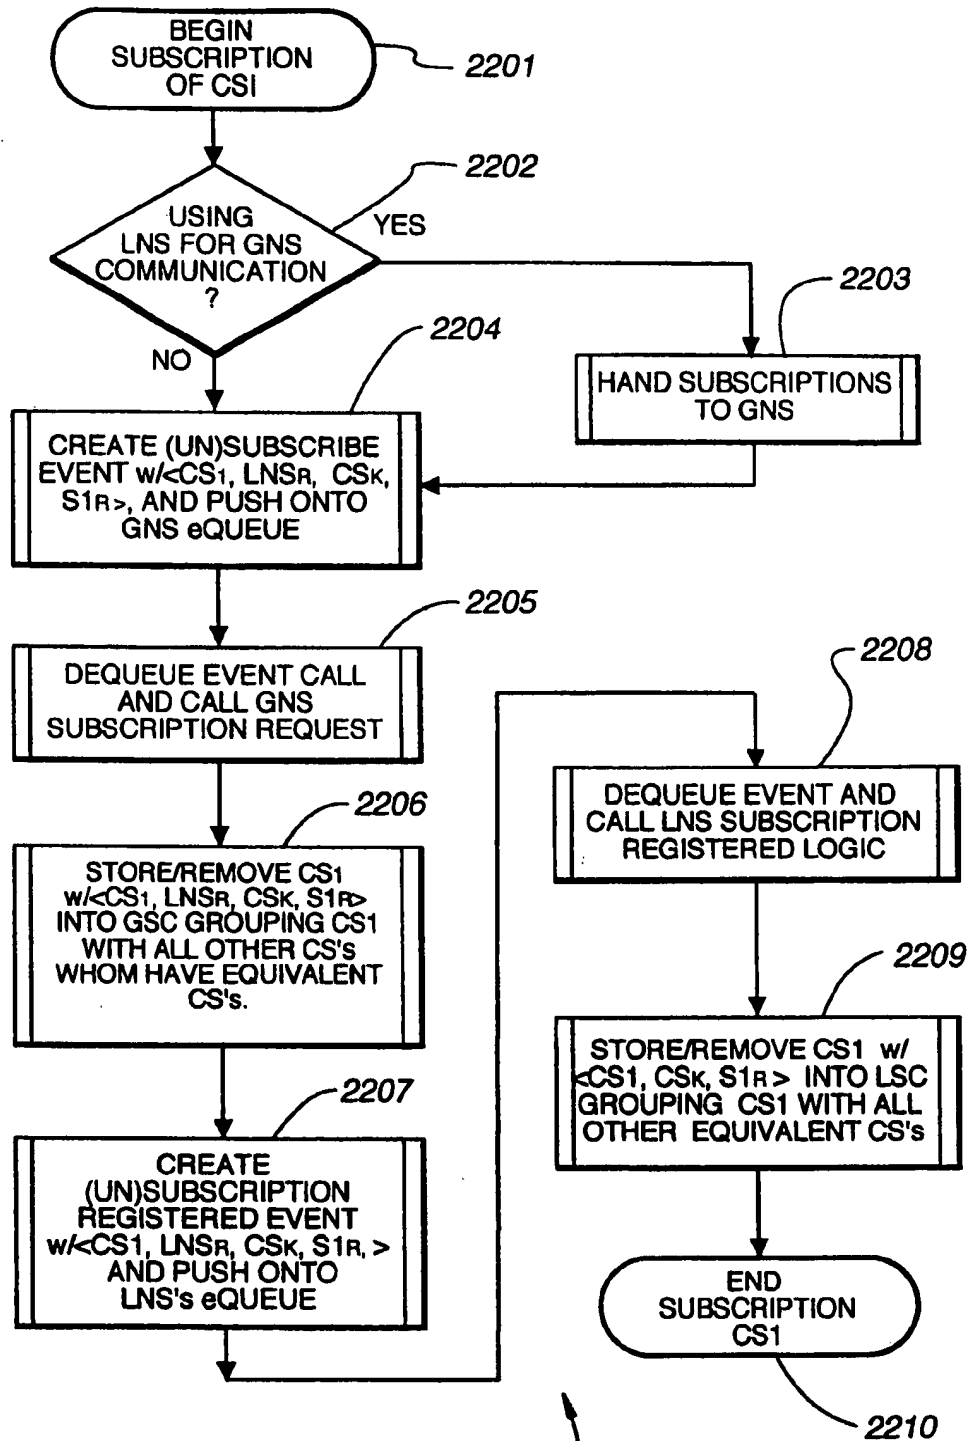 BEGIN
SUBSCRIPTION
OF CSI
2201
2202
USING
LNS FOR GNS
COMMUNICATION
?
YES
NO
2203
HAND SUBSCRIPTIONS
TO GNS
2204
CREATE (UN)SUBSCRIBE
EVENT w/<CS1, LNSR, CSK,
S1R>, AND PUSH ONTO
GNS eQUEUE
2205
DEQUEUE EVENT CALL
AND CALL GNS
SUBSCRIPTION REQUEST
2206
STORE/REMOVE CS1
w/<CS1, LNSR, CSK, S1R>
INTO GSC GROUPING CS1
WITH ALL OTHER CS's
WHOM HAVE EQUIVALENT
CS's.
2207
CREATE
(UN)SUBSCRIPTION
REGISTERED EVENT
w/<CS1, LNSR, CSK, S1R, >
AND PUSH ONTO
LNS's eQUEUE
2208
DEQUEUE EVENT AND
CALL LNS SUBSCRIPTION
REGISTERED LOGIC
2209
STORE/REMOVE CS1 w/
<CS1, CSK, S1R > INTO LSC
GROUPING CS1 WITH ALL
OTHER EQUIVALENT CS's
END
SUBSCRIPTION
CS1
2210